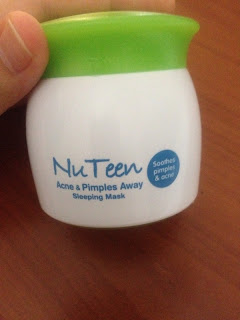 NuTeen
Acne & Pimples Away
Sleeping Mask
Soothes
pimples
& acne!